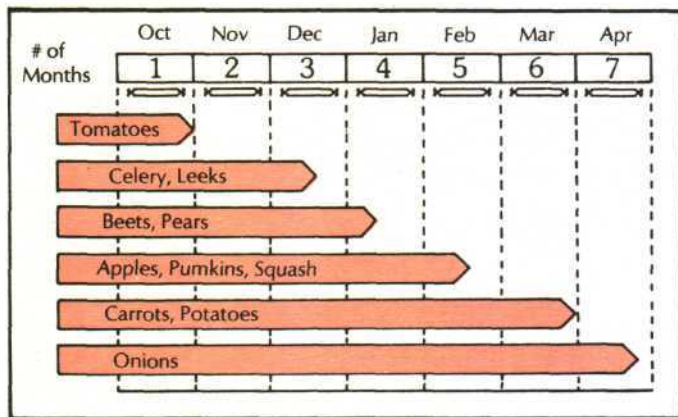 # of
Months
Oct Nov Dec Jan Feb Mar Apr
1 2 3 4 5 6 7
Tomatoes
Celery, Leeks
Beets, Pears
Apples, Pumkins, Squash
Carrots, Potatoes
Onions